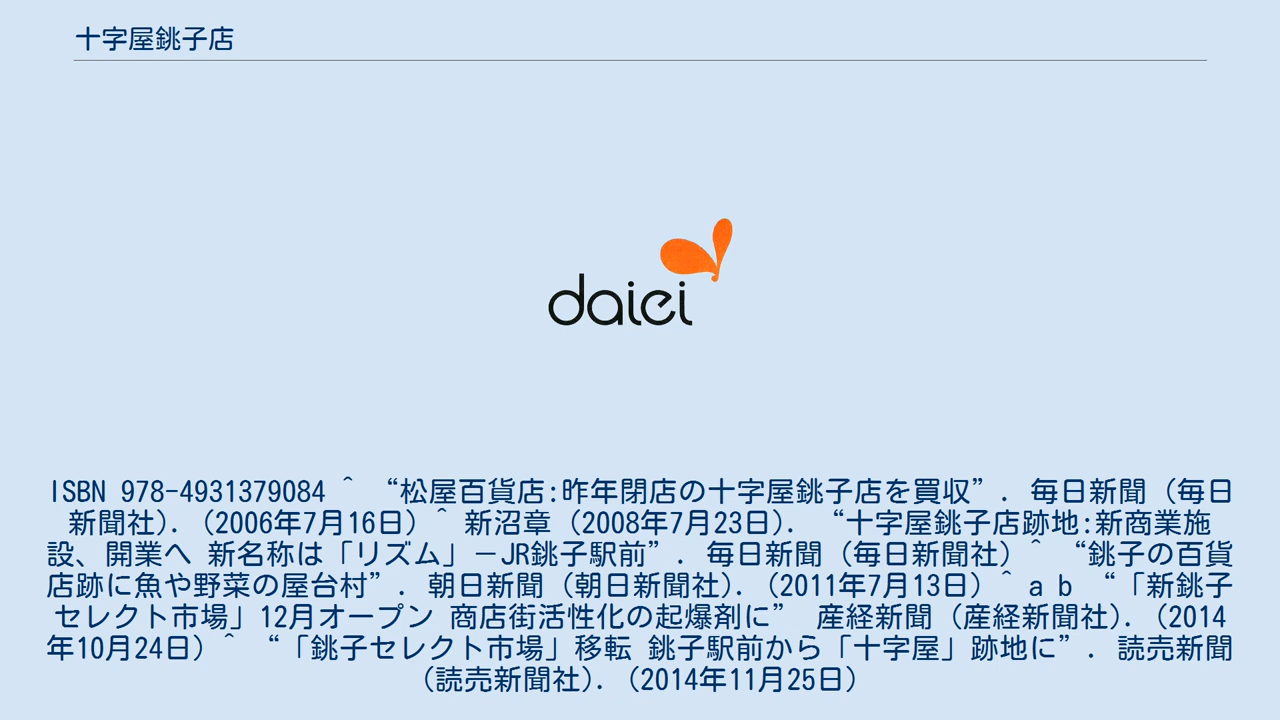 十字屋銚子店
daiei
ISBN 978-4931379084 ^ “松屋百貨店:昨年閉店の十字屋銚子店を買収”. 毎日新聞 (毎日
新聞社). (2006年7月16日) ^ 新沼章 (2008年7月23日). “十字屋銚子店跡地:新商業施
設、開業へ 新名称は「リズム」－JR銚子駅前”. 毎日新聞 (毎日新聞社) ^ “銚子の百貨
店跡に魚や野菜の屋台村”. 朝日新聞 (朝日新聞社). (2011年7月13日) ^ a b “「新銚子
セレクト市場」12月オープン 商店街活性化の起爆剤に” 産経新聞 (産経新聞社). (2014
年10月24日) ^ “「銚子セレクト市場」移転 銚子駅前から「十字屋」跡地に”. 読売新聞
(読売新聞社). (2014年11月25日)